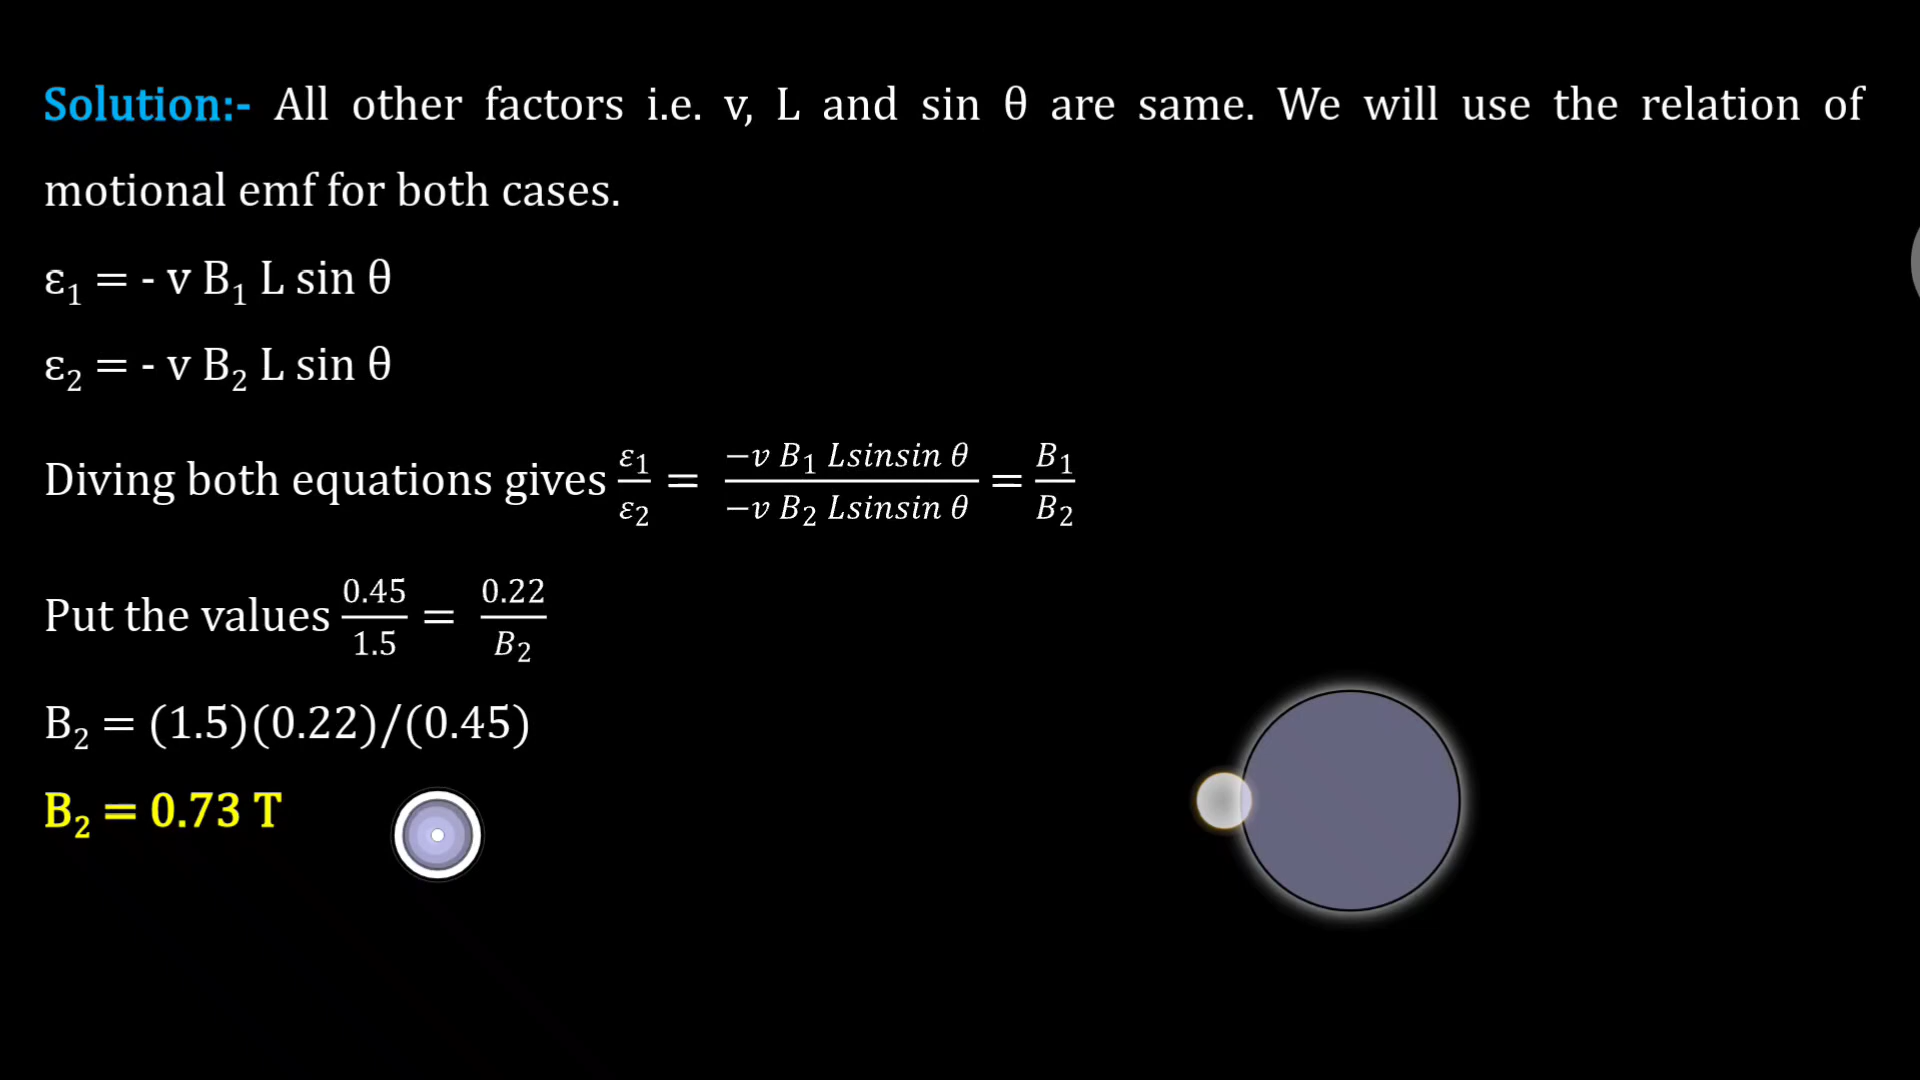 Solution:- All other factors i.e. v, L and sin θ are same. We will use the relation of
motional emf for both cases.
ε₁ = - v B₁ L sin θ
ε₂ = - v B₂ L sin θ
Diving both equations gives ε₁/ε₂ = −v B₁ Lsinsin θ / −v B₂ Lsinsin θ = B₁/B₂
Put the values 0.45/1.5 = 0.22/B₂
B₂ = (1.5)(0.22)/(0.45)
B₂ = 0.73 T